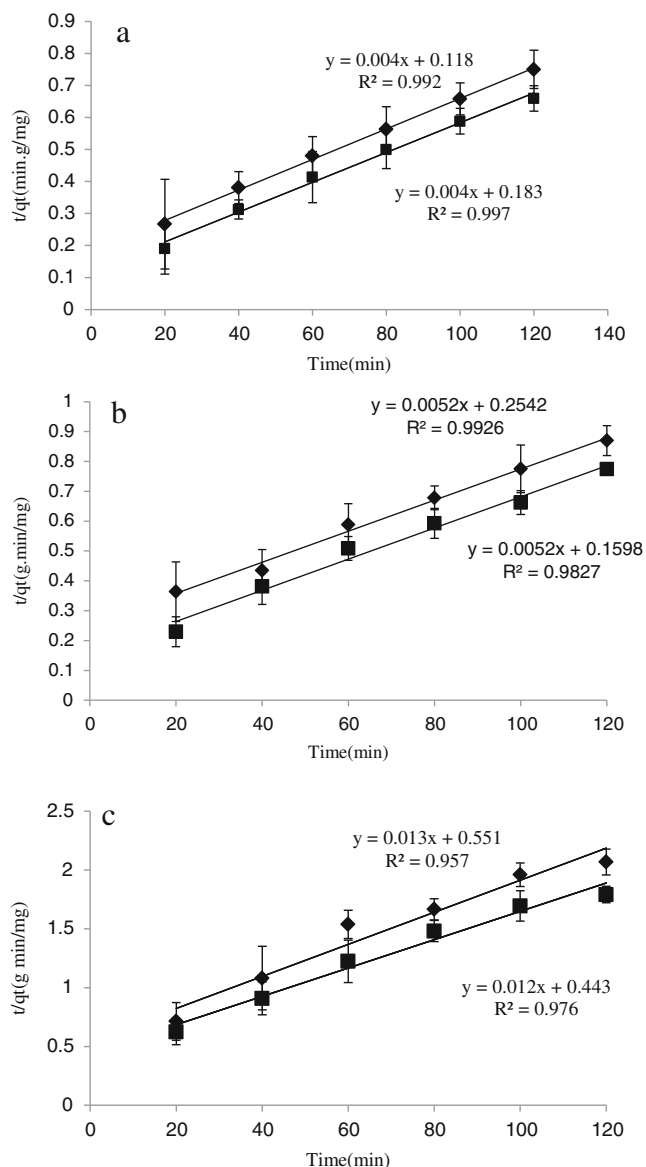 a
y = 0.004x + 0.118
R² = 0.992
y = 0.004x + 0.183
R² = 0.997
t/qt(min.g/mg)
0.9
0.8
0.7
0.6
0.5
0.4
0.3
0.2
0.1
0
0 20 40 60 80 100 120 140
Time(min)
b
y = 0.0052x + 0.2542
R² = 0.9926
y = 0.0052x + 0.1598
R² = 0.9827
t/qt(g.min/mg)
1
0.9
0.8
0.7
0.6
0.5
0.4
0.3
0.2
0.1
0
0 20 40 60 80 100 120
Time(min)
c
y = 0.013x + 0.551
R² = 0.957
y = 0.012x + 0.443
R² = 0.976
t/qt(g min/mg)
2.5
2
1.5
1
0.5
0
0 20 40 60 80 100 120
Time(min)